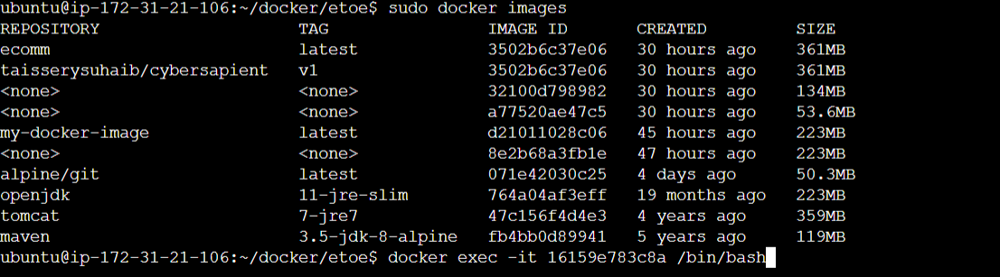 ubuntu@ip-172-31-21-106:~/docker/etoe$ sudo docker images
REPOSITORY TAG IMAGE ID CREATED SIZE
ecomm latest 3502b6c37e06 30 hours ago 361MB
taisserysuhaib/cybersapient v1 3502b6c37e06 30 hours ago 361MB
<none> <none> 32100d798982 30 hours ago 134MB
<none> <none> a77520ae47c5 30 hours ago 53.6MB
my-docker-image latest d21011028c06 45 hours ago 223MB
<none> <none> 8e2b68a3fb1e 47 hours ago 223MB
alpine/git latest 071e42030c25 4 days ago 50.3MB
openjdk 11-jre-slim 764a04af3eff 19 months ago 223MB
tomcat 7-jre7 47c156f4d4e3 4 years ago 359MB
maven 3.5-jdk-8-alpine fb4bb0d89941 5 years ago 119MB
ubuntu@ip-172-31-21-106:~/docker/etoe$ docker exec -it 16159e783c8a /bin/bash